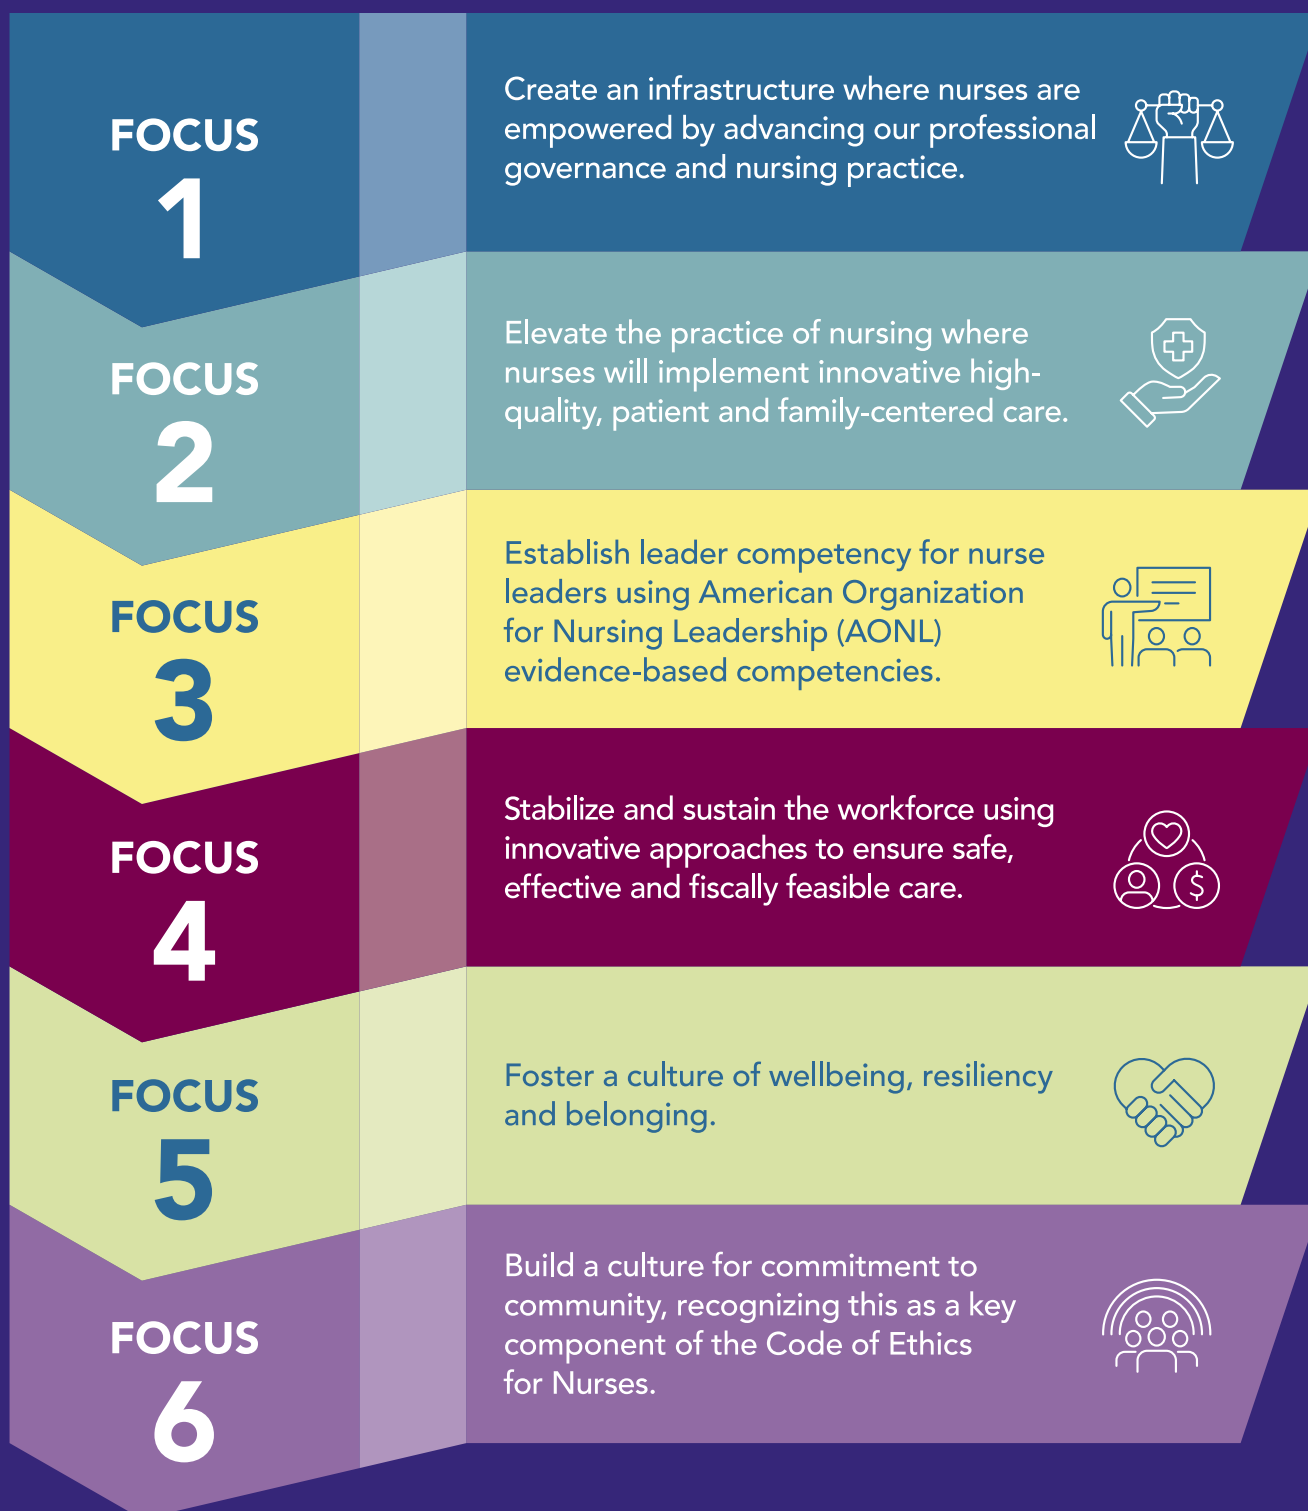 FOCUS
1
Create an infrastructure where nurses are
empowered by advancing our professional
governance and nursing practice.
FOCUS
2
Elevate the practice of nursing where
nurses will implement innovative high-
quality, patient and family-centered care.
FOCUS
3
Establish leader competency for nurse
leaders using American Organization
for Nursing Leadership (AONL)
evidence-based competencies.
FOCUS
4
Stabilize and sustain the workforce using
innovative approaches to ensure safe,
effective and fiscally feasible care.
$
FOCUS
5
Foster a culture of wellbeing, resiliency
and belonging.
FOCUS
6
Build a culture for commitment to
community, recognizing this as a key
component of the Code of Ethics
for Nurses.